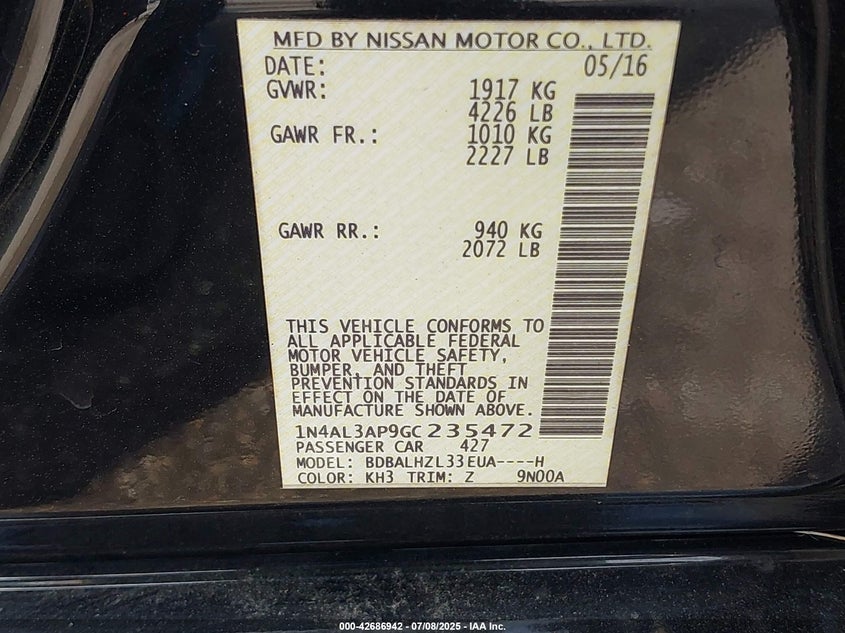 MFD BY NISSAN MOTOR CO., LTD.
DATE: 05/16
GVWR: 1917 KG
4226 LB
GAWR FR.: 1010 KG
2227 LB
GAWR RR.: 940 KG
2072 LB
THIS VEHICLE CONFORMS TO
ALL APPLICABLE FEDERAL
MOTOR VEHICLE SAFETY,
BUMPER, AND THEFT
PREVENTION STANDARDS IN
EFFECT ON THE DATE OF
MANUFACTURE SHOWN ABOVE.
1N4AL3AP9GC235472
PASSENGER CAR 427
MODEL: BDBALHZL33EUA----H
COLOR: KH3 TRIM: Z 9N00A
000-42686942 - 07/08/2025 - IAA Inc.